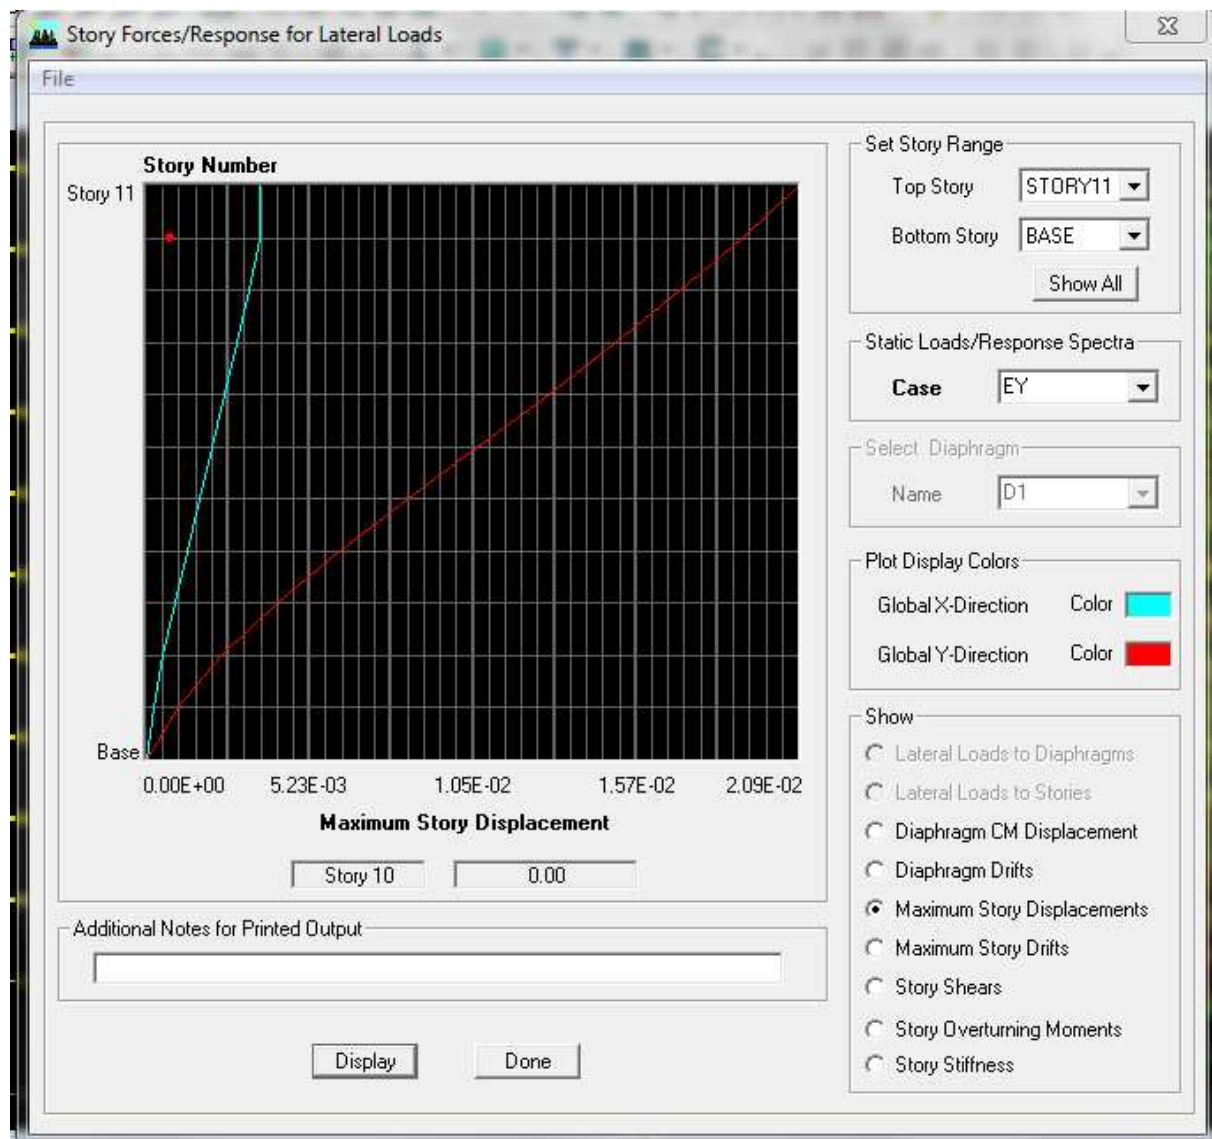 Story Forces/Response for Lateral Loads
File
Story Number
Story 11
Base
0.00E+00 5.23E-03 1.05E-02 1.57E-02 2.09E-02
Maximum Story Displacement
Story 10 0.00
Additional Notes for Printed Output
Display Done
Set Story Range
Top Story STORY11
Bottom Story BASE
Show All
Static Loads/Response Spectra
Case EY
Select Diaphragm
Name D1
Plot Display Colors
Global X-Direction Color
Global Y-Direction Color
Show
Lateral Loads to Diaphragms
Lateral Loads to Stories
Diaphragm CM Displacement
Diaphragm Drifts
Maximum Story Displacements
Maximum Story Drifts
Story Shears
Story Overturning Moments
Story Stiffness